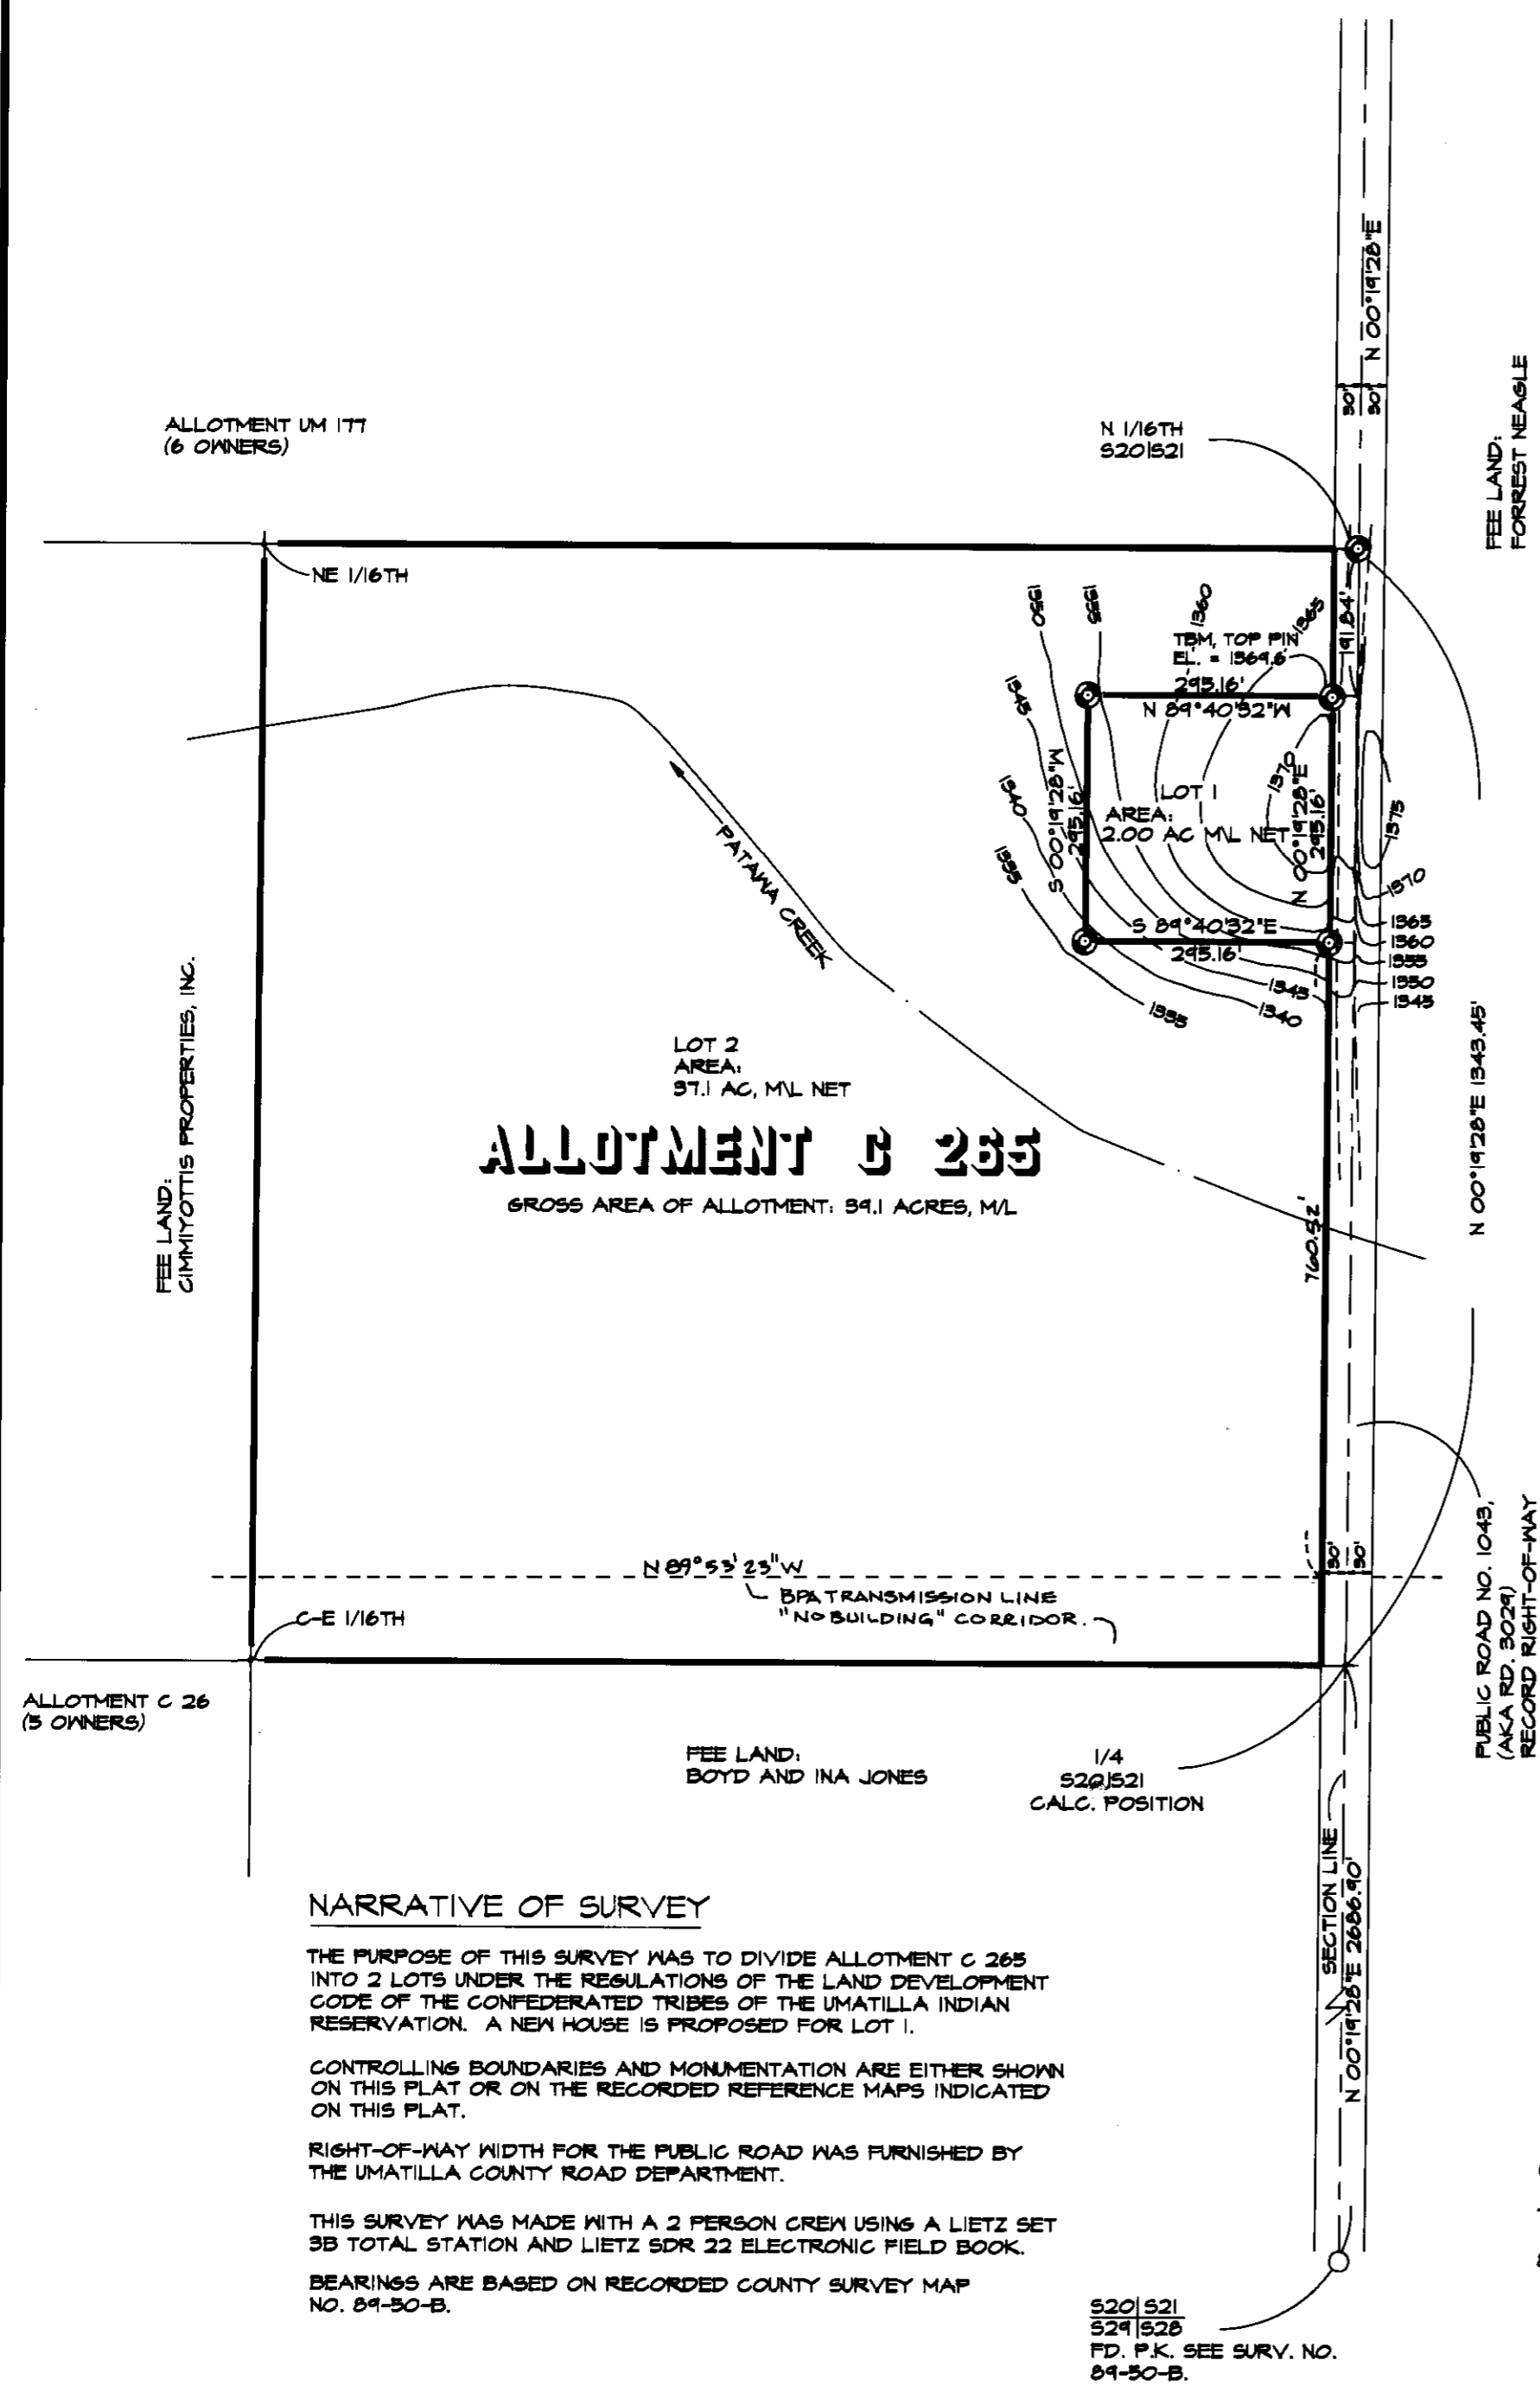 N 00°19'28"E
30'
30'
ALLOTMENT UM 177
(6 OWNERS)
N 1/16TH
S20|S21
FEE LAND:
FORREST NEAGLE
NE 1/16TH
1350
1355
1360
1365
191.84'
TBM, TOP PIN
EL. = 1369.6'
295.16'
N 89°40'32"W
1345
1340
1335
S 00°19'28"W
295.16'
LOT 1
AREA:
2.00 AC M\L NET
1370
N 00°19'28"E
295.16'
1375
1370
S 89°40'32"E
295.16'
1365
1360
1355
1350
1345
1345
1340
1335
PATAWA CREEK
FEE LAND:
CIMMIYOTTIS PROPERTIES, INC.
LOT 2
AREA:
37.1 AC, M\L NET
ALLOTMENT C 265
GROSS AREA OF ALLOTMENT: 39.1 ACRES, M/L
760.52'
N 00°19'28"E 1343.45'
N 89°53'23"W
BPA TRANSMISSION LINE
"NO BUILDING" CORRIDOR.
30'
30'
C-E 1/16TH
PUBLIC ROAD NO. 1043,
(AKA RD. 3029)
RECORD RIGHT-OF-WAY
ALLOTMENT C 26
(5 OWNERS)
FEE LAND:
BOYD AND INA JONES
1/4
S20|S21
CALC. POSITION
SECTION LINE
N 00°19'28"E 2686.90'
NARRATIVE OF SURVEY
THE PURPOSE OF THIS SURVEY WAS TO DIVIDE ALLOTMENT C 265
INTO 2 LOTS UNDER THE REGULATIONS OF THE LAND DEVELOPMENT
CODE OF THE CONFEDERATED TRIBES OF THE UMATILLA INDIAN
RESERVATION. A NEW HOUSE IS PROPOSED FOR LOT 1.
CONTROLLING BOUNDARIES AND MONUMENTATION ARE EITHER SHOWN
ON THIS PLAT OR ON THE RECORDED REFERENCE MAPS INDICATED
ON THIS PLAT.
RIGHT-OF-WAY WIDTH FOR THE PUBLIC ROAD WAS FURNISHED BY
THE UMATILLA COUNTY ROAD DEPARTMENT.
THIS SURVEY WAS MADE WITH A 2 PERSON CREW USING A LIETZ SET
3B TOTAL STATION AND LIETZ SDR 22 ELECTRONIC FIELD BOOK.
BEARINGS ARE BASED ON RECORDED COUNTY SURVEY MAP
NO. 89-50-B.
S20|S21
S29|S28
FD. P.K. SEE SURV. NO.
89-50-B.